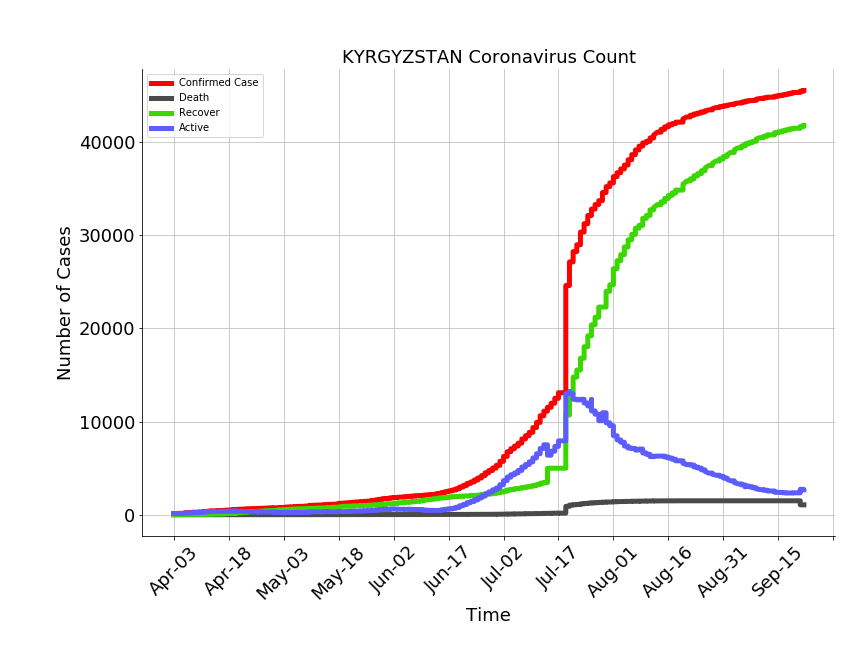 KYRGYZSTAN Coronavirus Count
Confirmed Case
Death
Recover
Active
Number of Cases
40000
30000
20000
10000
0
Apr-03
Apr-18
May-03
May-18
Jun-02
Jun-17
Jul-02
Jul-17
Aug-01
Aug-16
Aug-31
Sep-15
Time